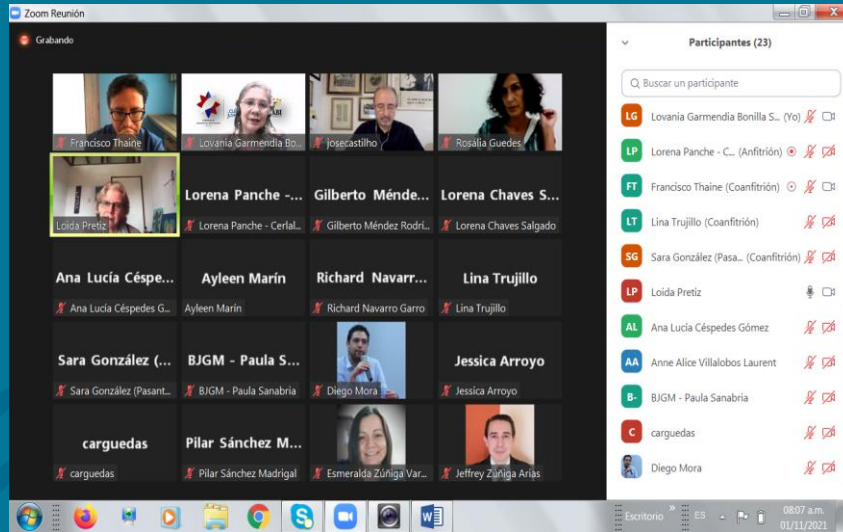 Zoom Reunión
Grabando
Francisco Thaine
Lovania Garmendia Bo...
josecastilho
Rosália Guedes
Loida Pretiz
Lorena Panche -...
Lorena Panche - Cerlal...
Gilberto Ménde...
Gilberto Méndez Rodrí...
Lorena Chaves S...
Lorena Chaves Salgado
Ana Lucía Céspe...
Ana Lucía Céspedes G...
Ayleen Marín
Ayleen Marín
Richard Navarr...
Richard Navarro Garro
Lina Trujillo
Lina Trujillo
Sara González (...
Sara González (Pasant...
BJGM - Paula S...
BJGM - Paula Sanabria
Diego Mora
Jessica Arroyo
Jessica Arroyo
carguedas
carguedas
Pilar Sánchez M...
Pilar Sánchez Madrigal
Esmeralda Zúñiga Var...
Jeffrey Zúñiga Arias
Participantes (23)
Buscar un participante
LG Lovania Garmendia Bonilla S... (Yo)
LP Lorena Panche - C... (Anfitrión)
FT Francisco Thaine (Coanfitrión)
LT Lina Trujillo (Coanfitrión)
SG Sara González (Pasa... (Coanfitrión)
LP Loida Pretiz
AL Ana Lucía Céspedes Gómez
AA Anne Alice Villalobos Laurent
B- BJGM - Paula Sanabria
C carguedas
Diego Mora
Escritorio » ES
08:07 a.m.
01/11/2021